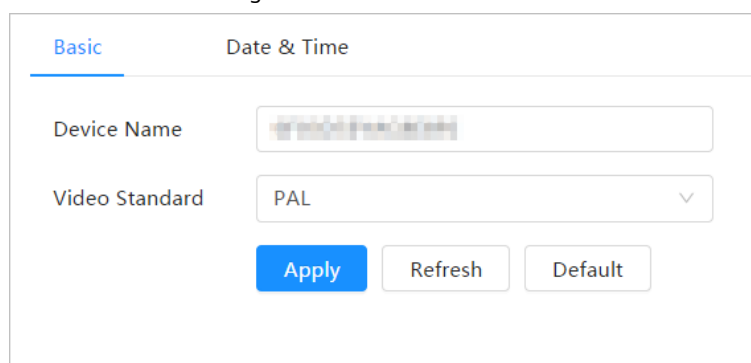 Basic Date & Time
Device Name
Video Standard PAL
Apply Refresh Default